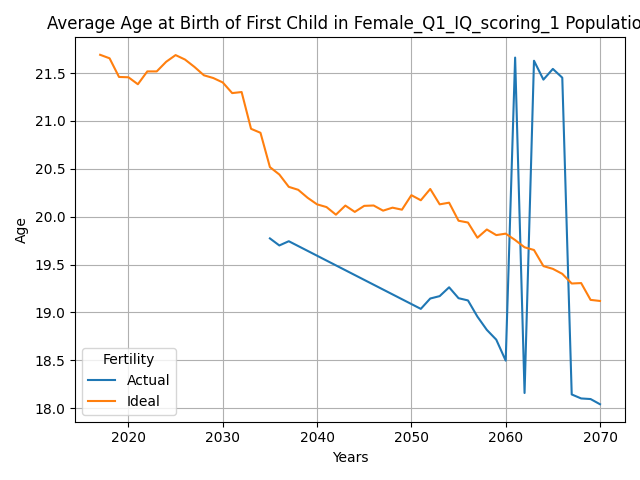 Average Age at Birth of First Child in Female_Q1_IQ_scoring_1 Populatio
21.5
21.0
20.5
20.0
19.5
19.0
18.5
18.0
Age
Fertility
Actual
Ideal
2020 2030 2040 2050 2060 2070
Years